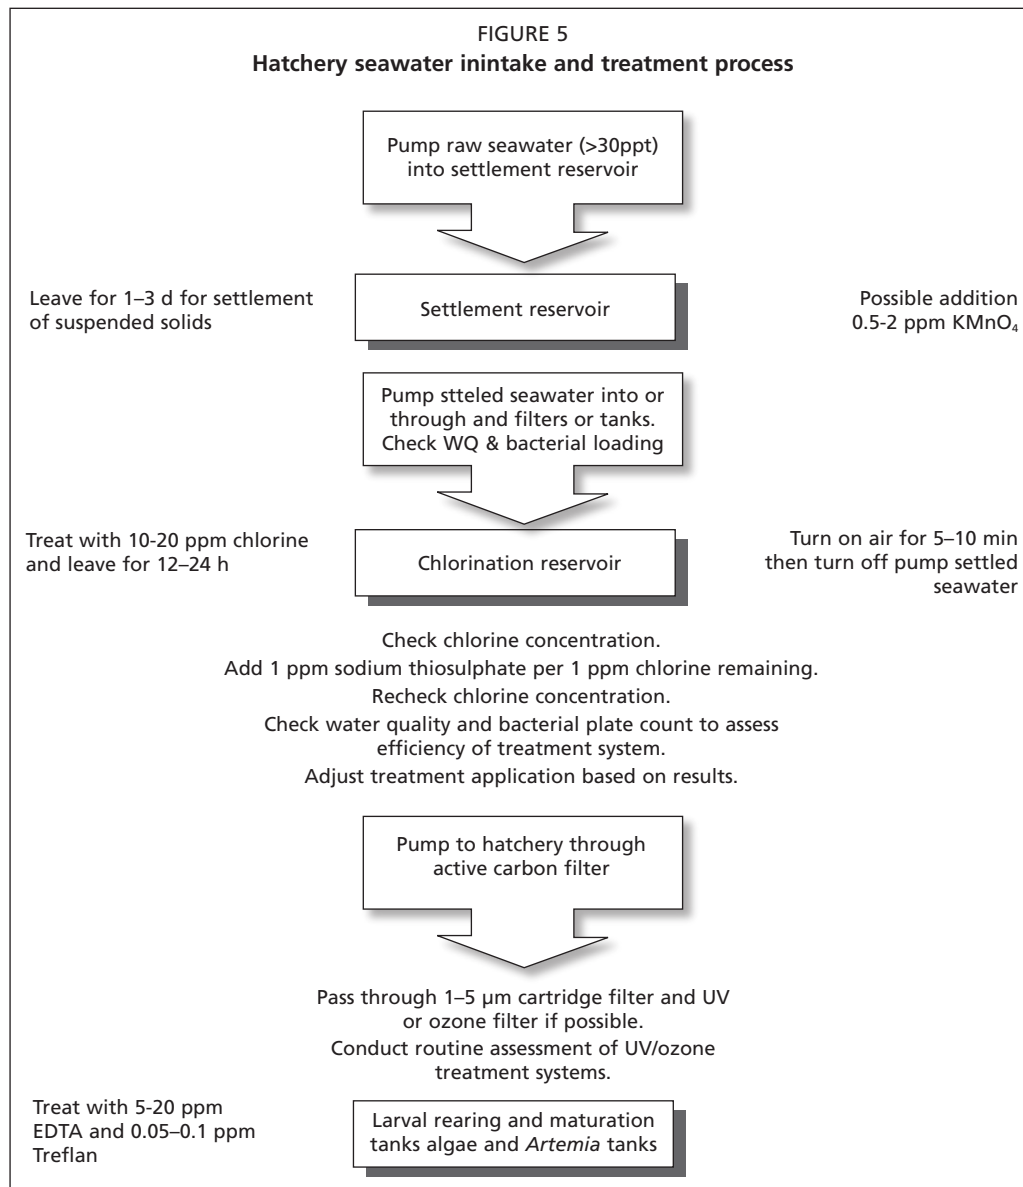 FIGURE 5
Hatchery seawater inintake and treatment process
Pump raw seawater (>30ppt)
into settlement reservoir
Leave for 1–3 d for settlement
of suspended solids
Settlement reservoir
Possible addition
0.5-2 ppm KMnO₄
Pump stteled seawater into or
through and filters or tanks.
Check WQ & bacterial loading
Treat with 10-20 ppm chlorine
and leave for 12–24 h
Chlorination reservoir
Turn on air for 5–10 min
then turn off pump settled
seawater
Check chlorine concentration.
Add 1 ppm sodium thiosulphate per 1 ppm chlorine remaining.
Recheck chlorine concentration.
Check water quality and bacterial plate count to assess
efficiency of treatment system.
Adjust treatment application based on results.
Pump to hatchery through
active carbon filter
Pass through 1–5 µm cartridge filter and UV
or ozone filter if possible.
Conduct routine assessment of UV/ozone
treatment systems.
Treat with 5-20 ppm
EDTA and 0.05–0.1 ppm
Treflan
Larval rearing and maturation
tanks algae and Artemia tanks